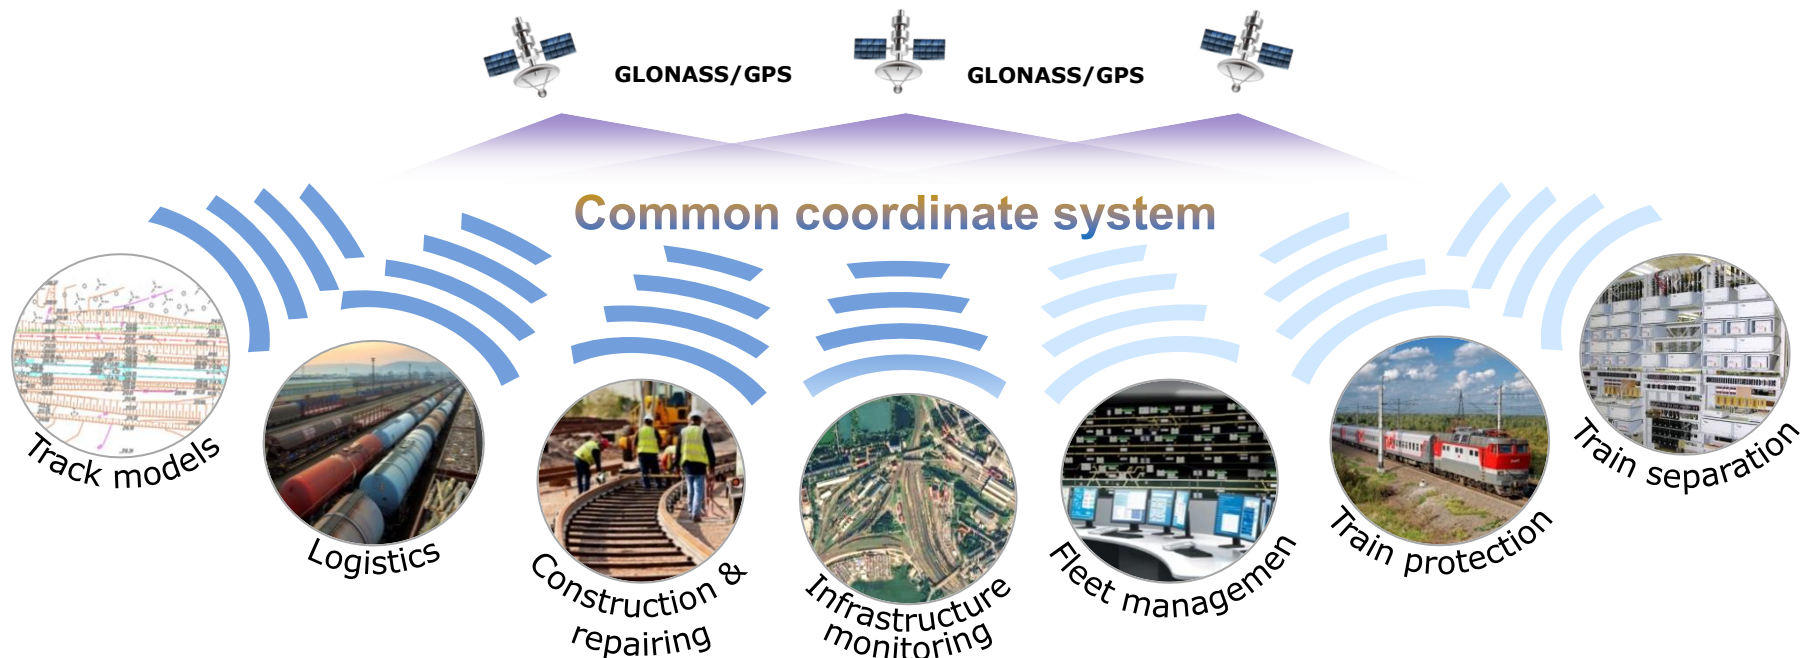 GLONASS/GPS
GLONASS/GPS
Common coordinate system
Track models
Logistics
Construction &
repairing
Infrastructure
monitoring
Fleet managemen
Train protection
Train separation